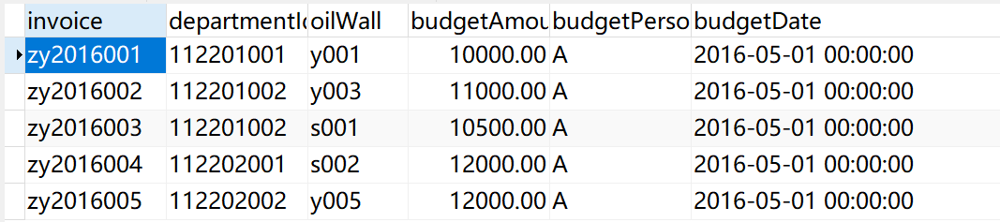 invoice departmentId oilWall budgetAmou budgetPerso budgetDate
zy2016001 112201001 y001 10000.00 A 2016-05-01 00:00:00
zy2016002 112201002 y003 11000.00 A 2016-05-01 00:00:00
zy2016003 112201002 s001 10500.00 A 2016-05-01 00:00:00
zy2016004 112202001 s002 12000.00 A 2016-05-01 00:00:00
zy2016005 112202002 y005 12000.00 A 2016-05-01 00:00:00